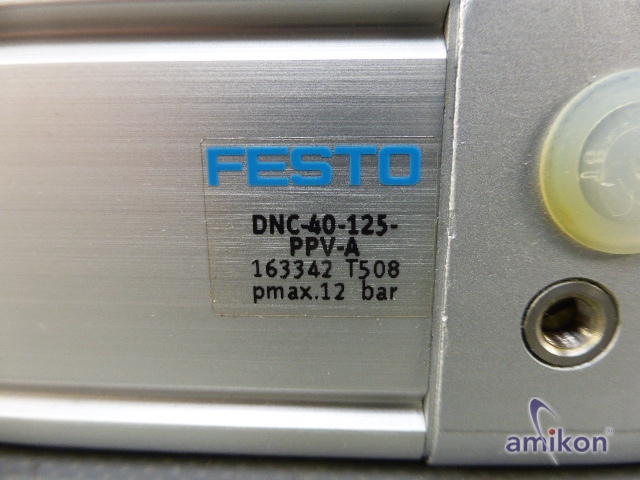 FESTO
DNC-40-125-
PPV-A
163342 T508
pmax.12 bar
amikon®